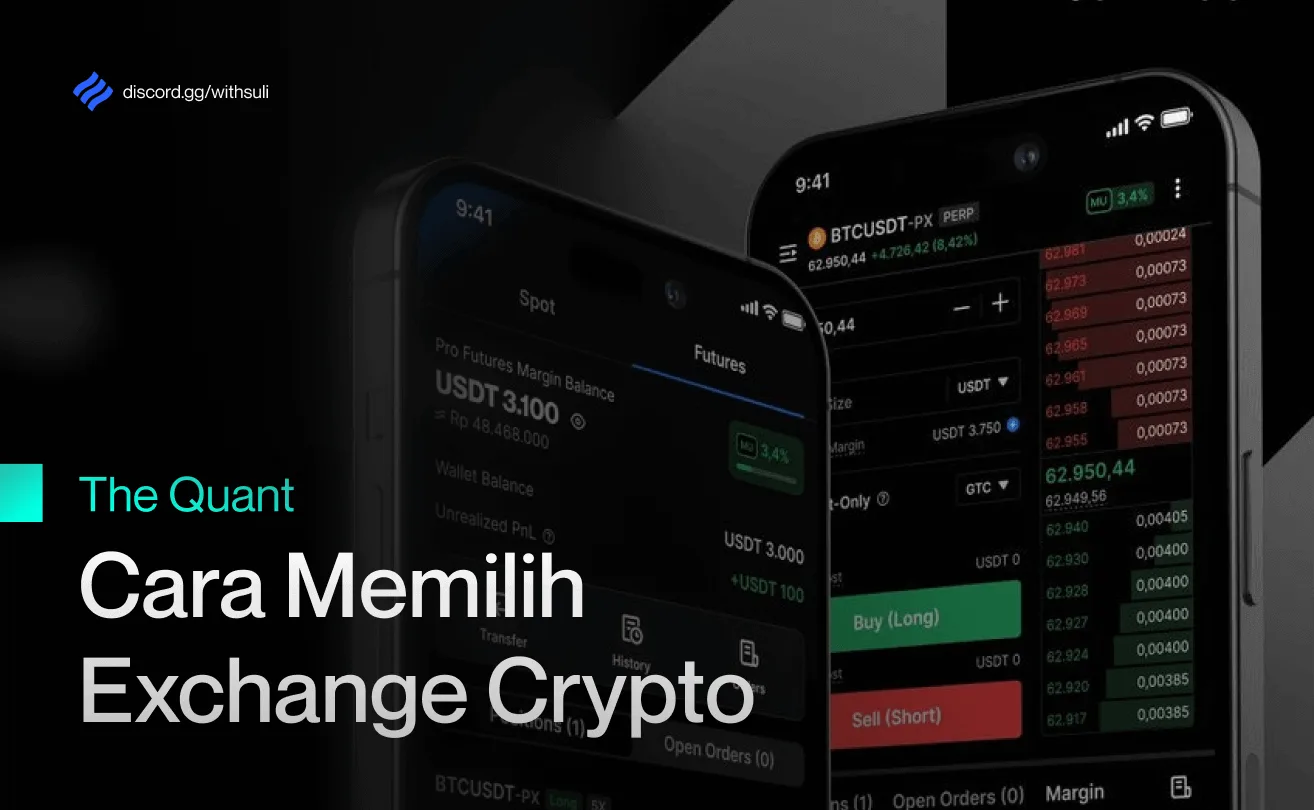 discord.gg/withsuli
The Quant
Cara Memilih
Exchange Crypto
9:41
Spot
Futures
Pro Futures Margin Balance
USDT 3.100
≈ Rp 48.468.000
MU 3,4%
Wallet Balance
USDT 3.000
Unrealized PnL
+USDT 100
Transfer
History
Positions (1)
Open Orders (0)
BTCUSDT-PX Long 5X
9:41
BTCUSDT-PX PERP
62.950,44 +4.726,42 (8,42%)
MU 3,4%
50,44
Size
USDT
Margin
USDT 3.750
t-Only
GTC
USDT 0
Buy (Long)
USDT 0
Sell (Short)
62.981 0,00024
62.973 0,00073
62.969 0,00073
62.965 0,00073
62.961 0,00073
62.958 0,00073
62.955 0,00073
62.950,44
62.949,56
62.940 0,00405
62.930 0,00400
62.928 0,00400
62.927 0,00400
62.924 0,00400
62.920 0,00385
62.917 0,00385
ns (1)
Open Orders (0)
Margin